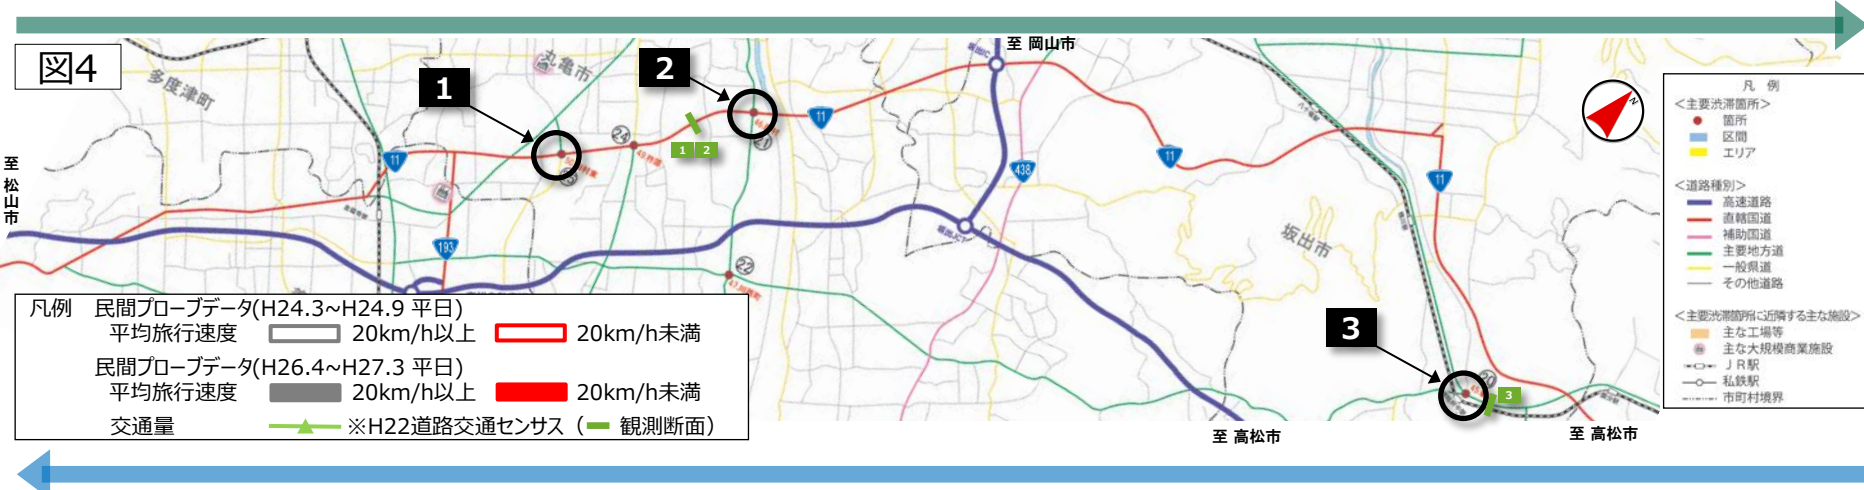 図4
多度津町
丸亀市
1
2
至 岡山市
11
24
1 2
11
438
11
11
193
至 松山市
22
坂出JCT
坂出市
3
20
3
至 高松市
至 高松市
凡例 民間プローブデータ(H24.3~H24.9 平日)
平均旅行速度 20km/h以上 20km/h未満
民間プローブデータ(H26.4~H27.3 平日)
平均旅行速度 20km/h以上 20km/h未満
交通量 ※H22道路交通センサス（ 観測断面）
凡 例
＜主要渋滞箇所＞
箇所
区間
エリア
＜道路種別＞
高速道路
直轄国道
補助国道
主要地方道
一般県道
その他道路
＜主要渋滞箇所に近隣する主な施設＞
主な工場等
主な大規模商業施設
ＪＲ駅
私鉄駅
市町村境界